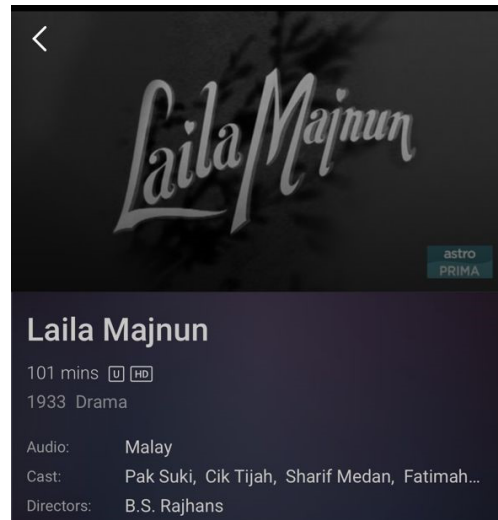 Laila Majnun
astro
PRIMA
Laila Majnun
101 mins U HD
1933 Drama
Audio: Malay
Cast: Pak Suki, Cik Tijah, Sharif Medan, Fatimah...
Directors: B.S. Rajhans